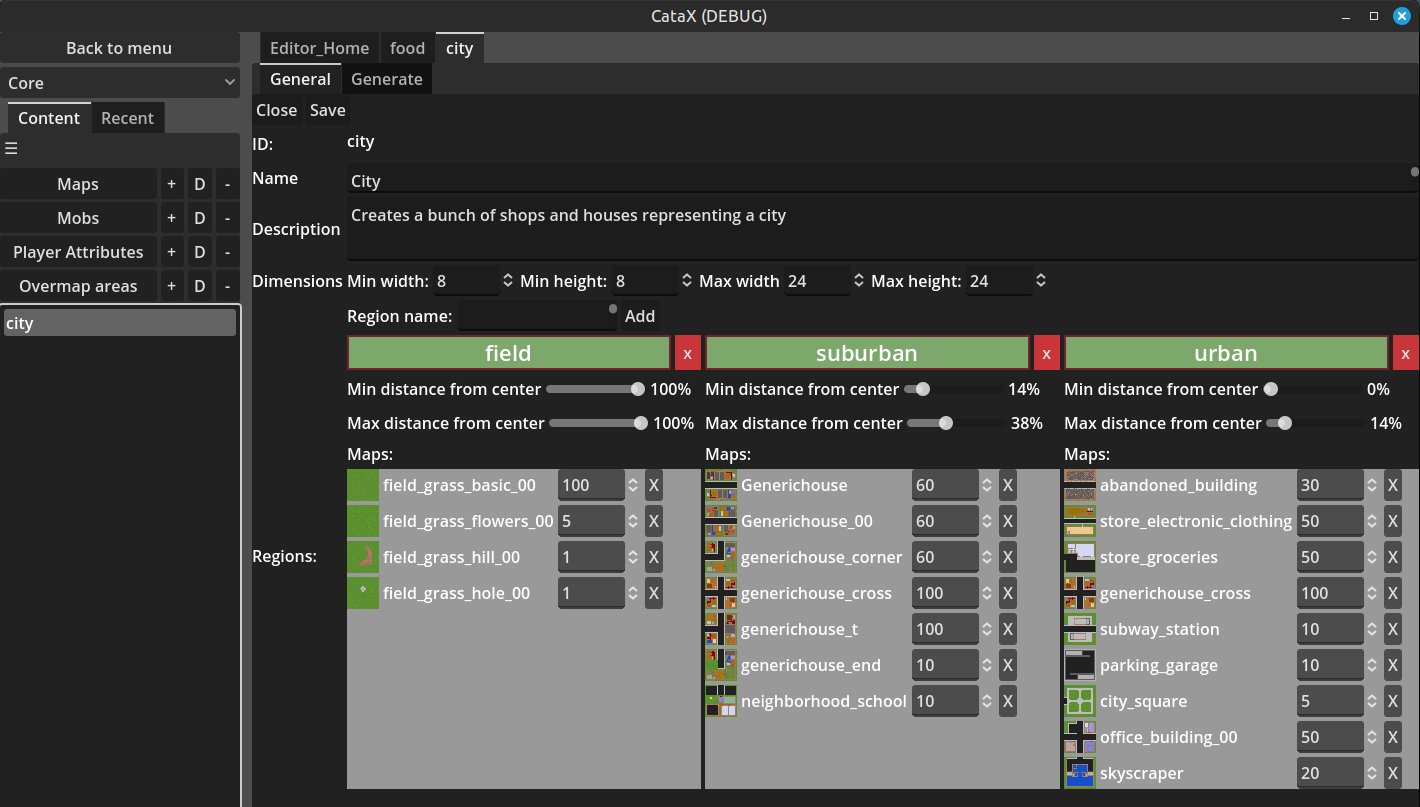 CataX (DEBUG)
Back to menu
Core
Content Recent
☰
Maps + D -
Mobs + D -
Player Attributes + D -
Overmap areas + D -
city
Editor_Home food city
General Generate
Close Save
ID: city
Name City
Description Creates a bunch of shops and houses representing a city
Dimensions Min width: 8 Min height: 8 Max width 24 Max height: 24
Region name: Add
Regions:
field x
Min distance from center 100%
Max distance from center 100%
Maps:
field_grass_basic_00 100 X
field_grass_flowers_00 5 X
field_grass_hill_00 1 X
field_grass_hole_00 1 X
suburban x
Min distance from center 14%
Max distance from center 38%
Maps:
Generichouse 60 X
Generichouse_00 60 X
generichouse_corner 60 X
generichouse_cross 100 X
generichouse_t 100 X
generichouse_end 10 X
neighborhood_school 10 X
urban x
Min distance from center 0%
Max distance from center 14%
Maps:
abandoned_building 30 X
store_electronic_clothing 50 X
store_groceries 50 X
generichouse_cross 100 X
subway_station 10 X
parking_garage 10 X
city_square 5 X
office_building_00 50 X
skyscraper 20 X